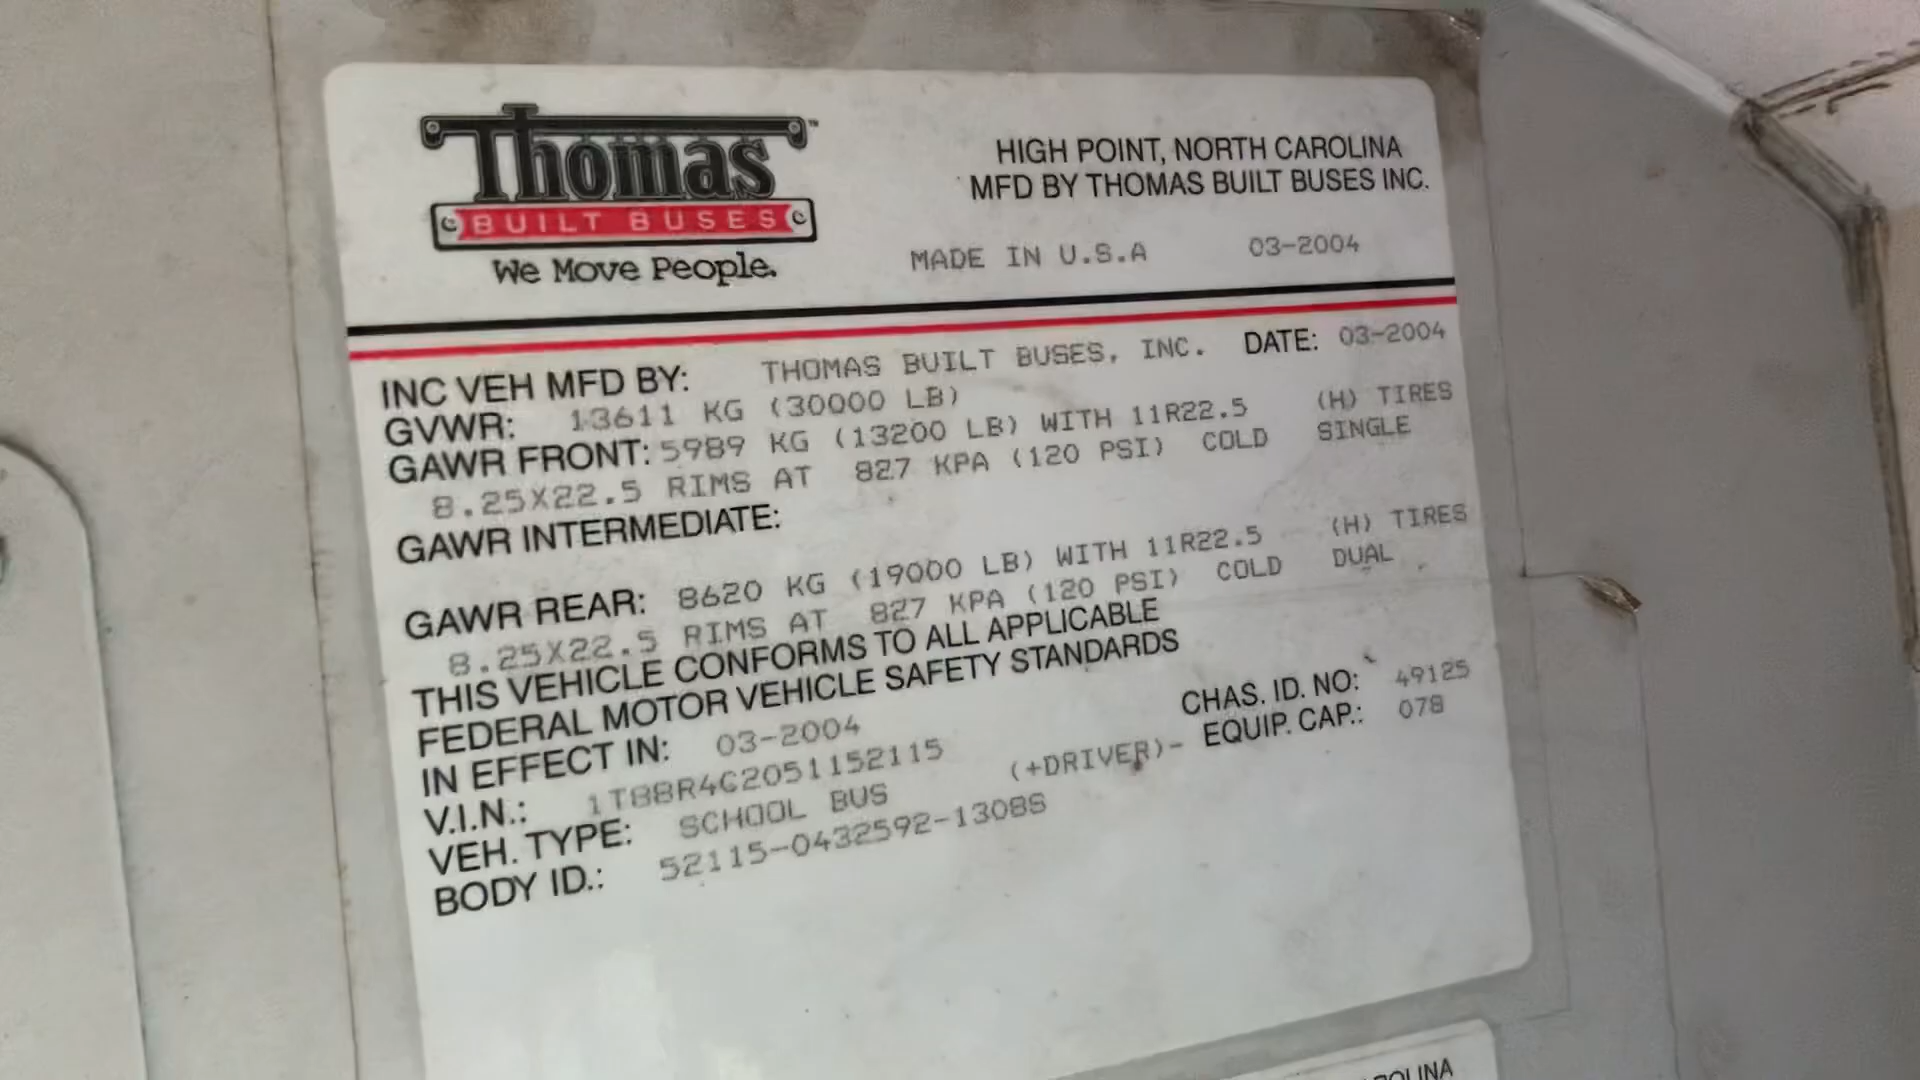 Thomas™
BUILT BUSES
We Move People.
HIGH POINT, NORTH CAROLINA
MFD BY THOMAS BUILT BUSES INC.
MADE IN U.S.A 03-2004
INC VEH MFD BY: THOMAS BUILT BUSES, INC. DATE: 03-2004
GVWR: 13611 KG (30000 LB)
GAWR FRONT: 5989 KG (13200 LB) WITH 11R22.5 (H) TIRES
8.25X22.5 RIMS AT 827 KPA (120 PSI) COLD SINGLE
GAWR INTERMEDIATE:
GAWR REAR: 8620 KG (19000 LB) WITH 11R22.5 (H) TIRES
8.25X22.5 RIMS AT 827 KPA (120 PSI) COLD DUAL
THIS VEHICLE CONFORMS TO ALL APPLICABLE
FEDERAL MOTOR VEHICLE SAFETY STANDARDS
IN EFFECT IN: 03-2004 CHAS. ID. NO: 49125
V.I.N.: 1T88R4C2051152115 (+DRIVER)- EQUIP. CAP.: 078
VEH. TYPE: SCHOOL BUS
BODY ID.: 52115-0432592-1308S